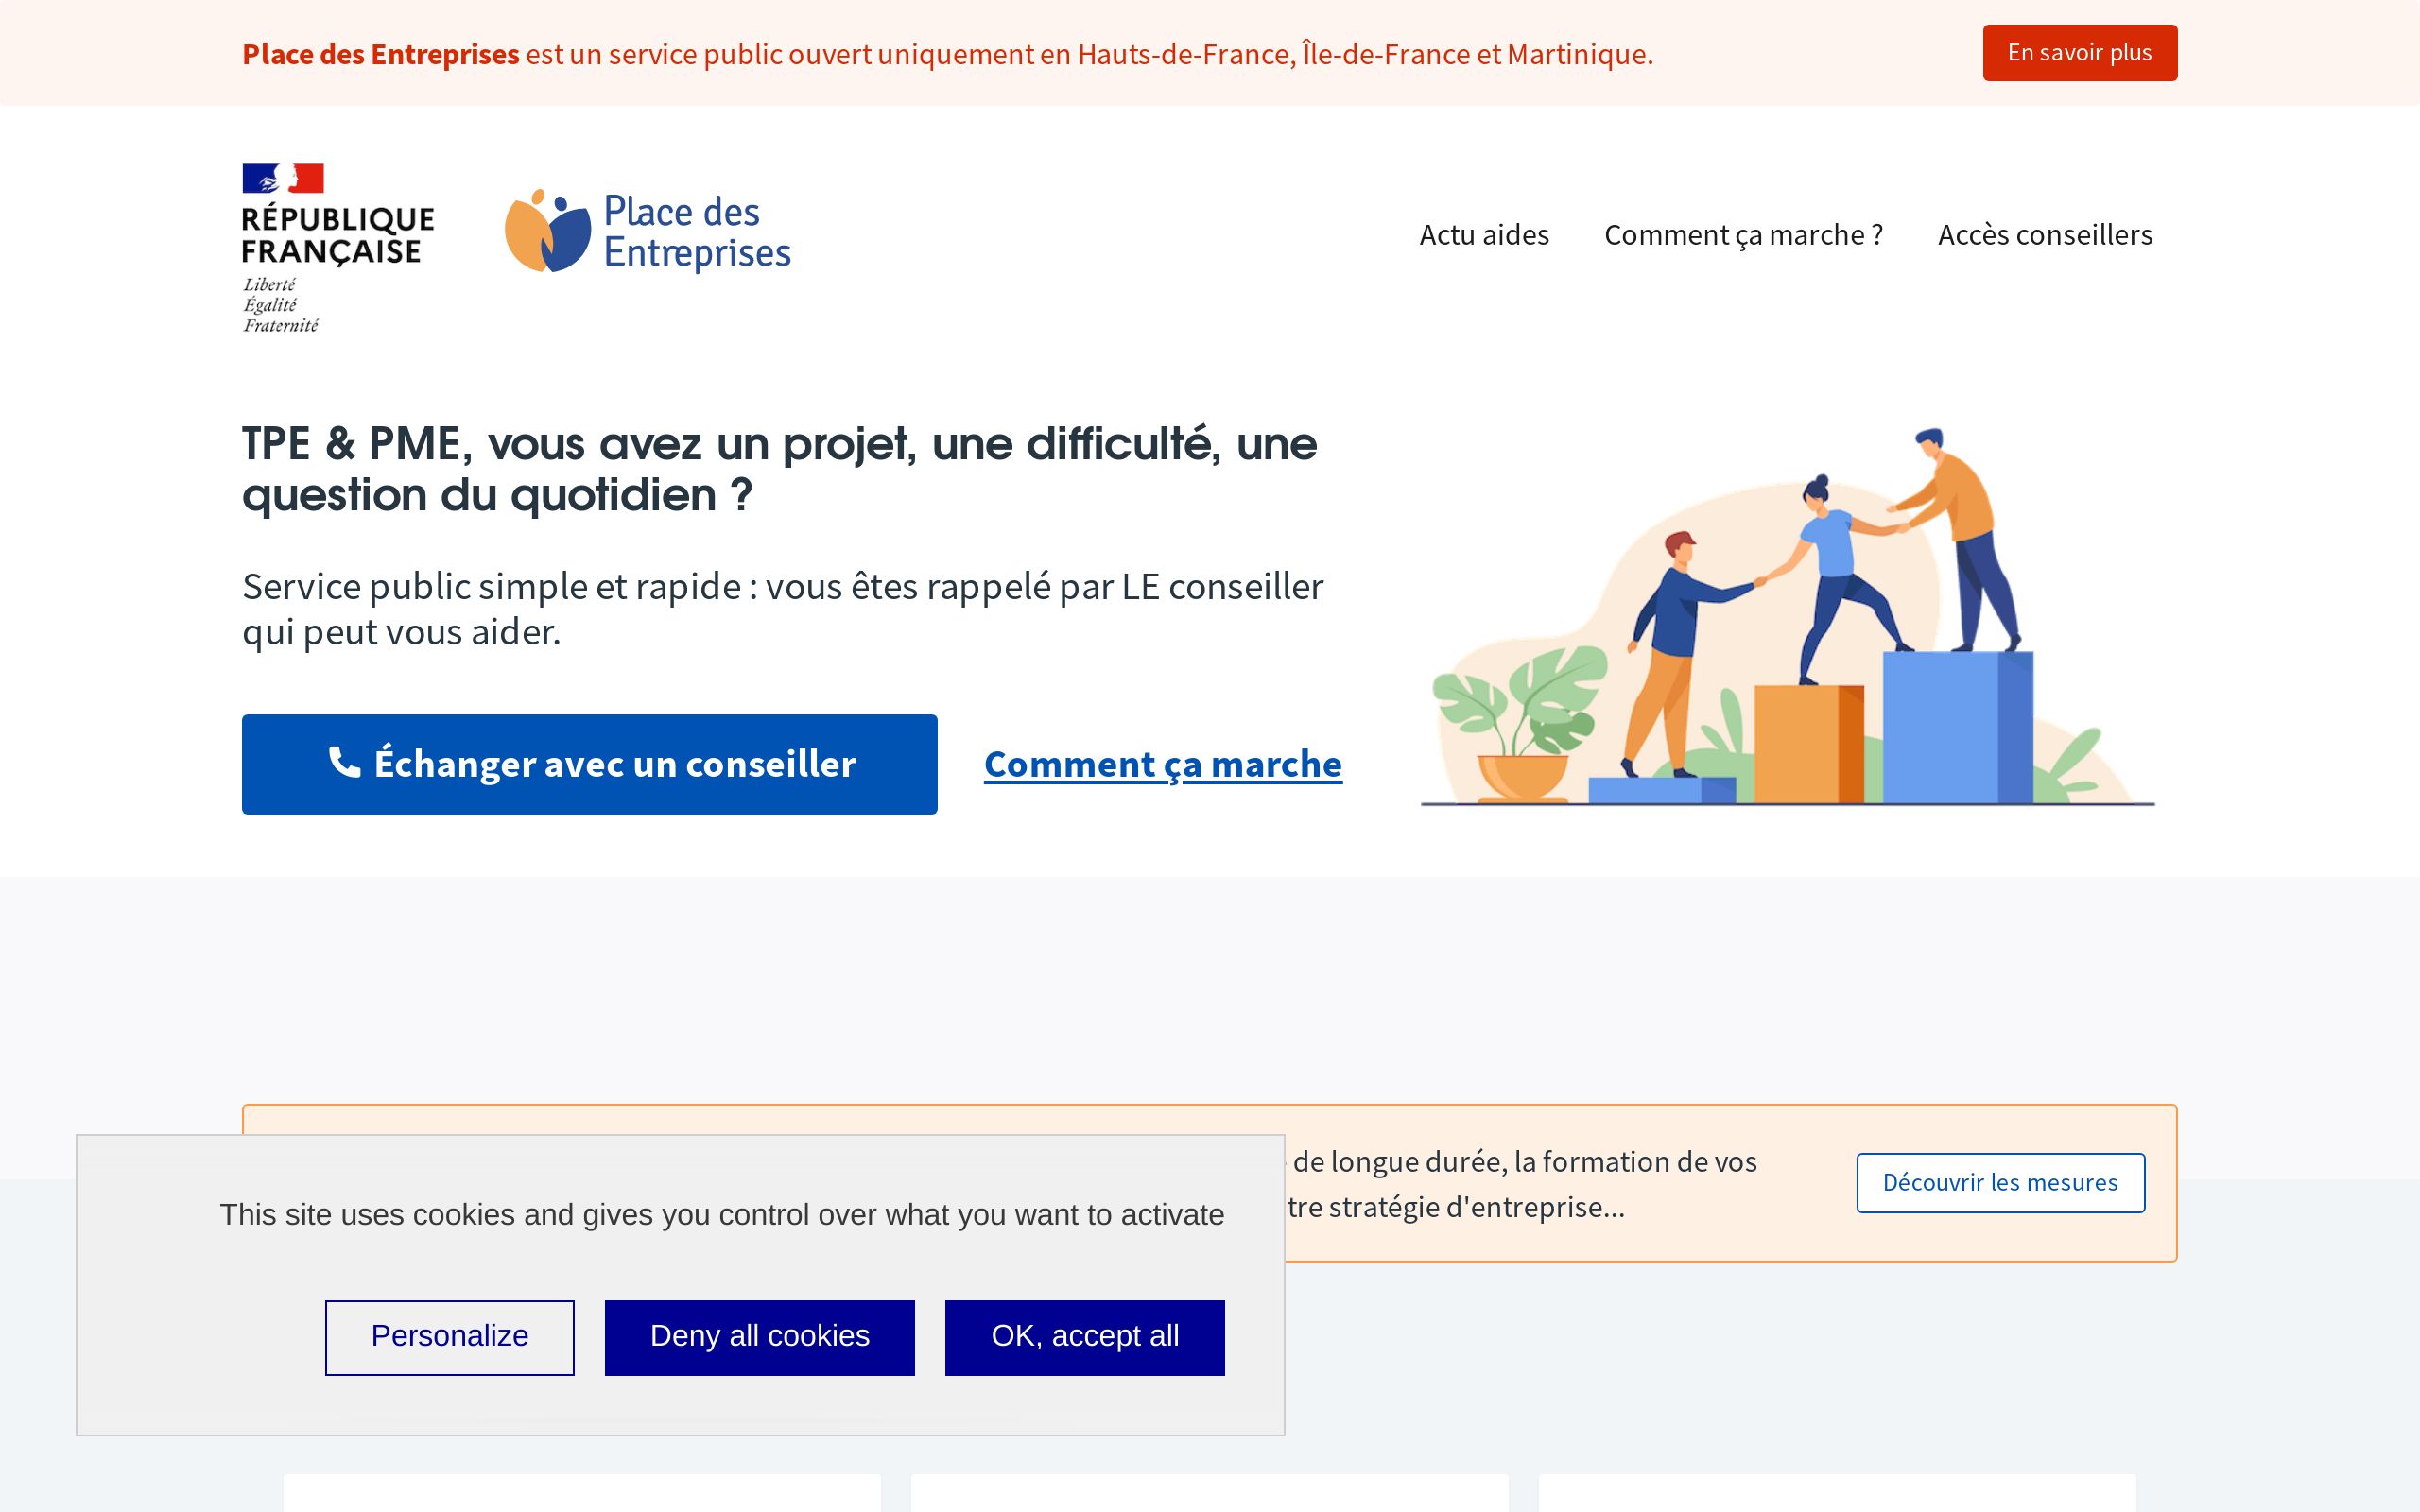 Place des Entreprises est un service public ouvert uniquement en Hauts-de-France, Île-de-France et Martinique.
En savoir plus
RÉPUBLIQUE
FRANÇAISE
Liberté
Égalité
Fraternité
Place des
Entreprises
Actu aides
Comment ça marche ?
Accès conseillers
TPE & PME, vous avez un projet, une difficulté, une
question du quotidien ?
Service public simple et rapide : vous êtes rappelé par LE conseiller
qui peut vous aider.
Échanger avec un conseiller
Comment ça marche
de longue durée, la formation de vos
tre stratégie d'entreprise...
Découvrir les mesures
This site uses cookies and gives you control over what you want to activate
Personalize
Deny all cookies
OK, accept all